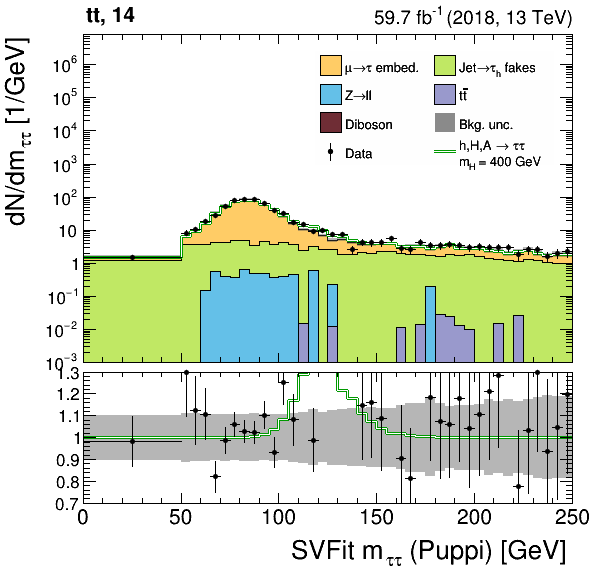 tt, 14
59.7 fb⁻¹ (2018, 13 TeV)
dN/dm_ττ [1/GeV]
10⁶
10⁵
10⁴
10³
10²
10
1
10⁻¹
10⁻²
10⁻³
μ→τ embed.
Jet→τ_h fakes
Z→ll
tt̄
Diboson
Bkg. unc.
Data
h,H,A → ττ
m_H = 400 GeV
1.3
1.2
1.1
1
0.9
0.8
0.7
0 50 100 150 200 250
SVFit m_ττ (Puppi) [GeV]